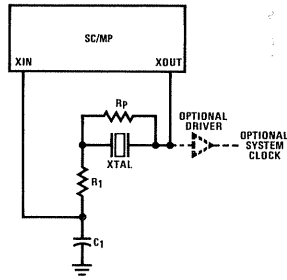 SC/MP
XIN XOUT
RP
OPTIONAL
DRIVER
OPTIONAL
SYSTEM
CLOCK
XTAL
R1
C1